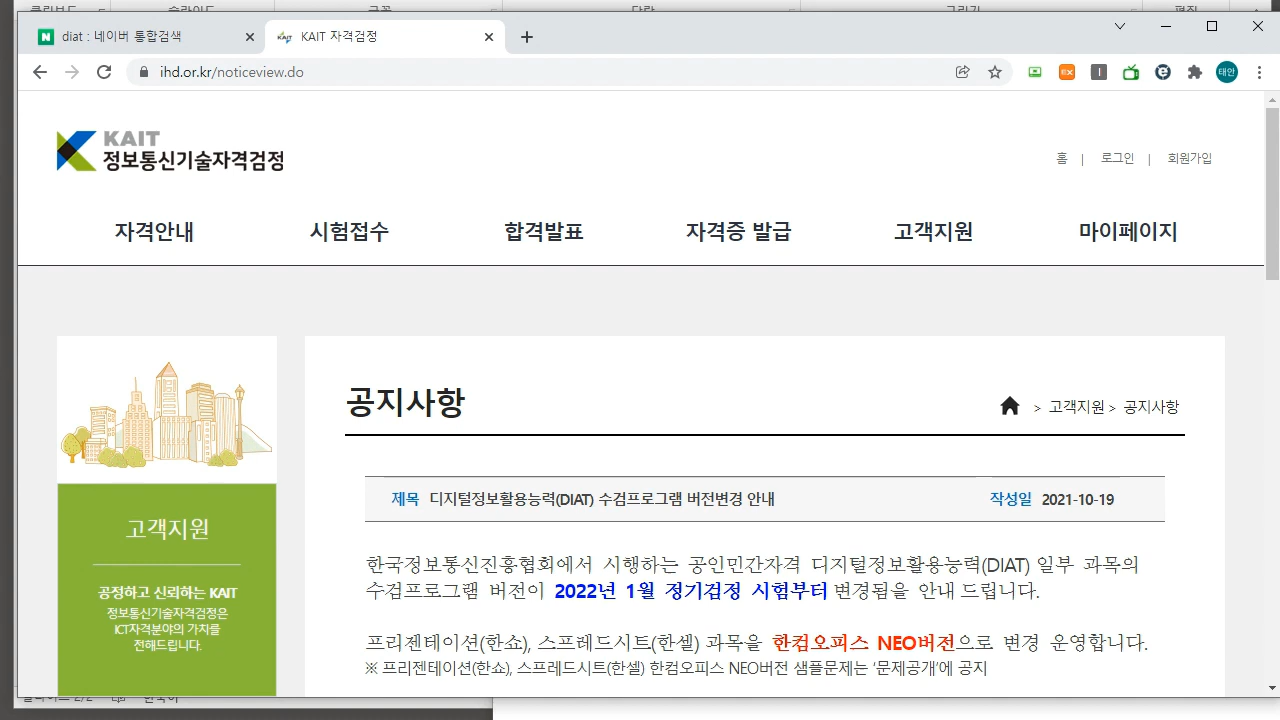 diat : 네이버 통합검색
KAIT 자격검정
ihd.or.kr/noticeview.do
태안
KAIT
정보통신기술자격검정
홈 | 로그인 | 회원가입
자격안내 시험접수 합격발표 자격증 발급 고객지원 마이페이지
공지사항
> 고객지원 > 공지사항
제목 디지털정보활용능력(DIAT) 수검프로그램 버전변경 안내 작성일 2021-10-19
고객지원
공정하고 신뢰하는 KAIT
정보통신기술자격검정은
ICT자격분야의 가치를
전해드립니다.
한국정보통신진흥협회에서 시행하는 공인민간자격 디지털정보활용능력(DIAT) 일부 과목의
수검프로그램 버전이 2022년 1월 정기검정 시험부터 변경됨을 안내 드립니다.
프리젠테이션(한쇼), 스프레드시트(한셀) 과목을 한컴오피스 NEO버전으로 변경 운영합니다.
※ 프리젠테이션(한쇼), 스프레드시트(한셀) 한컴오피스 NEO버전 샘플문제는 '문제공개'에 공지